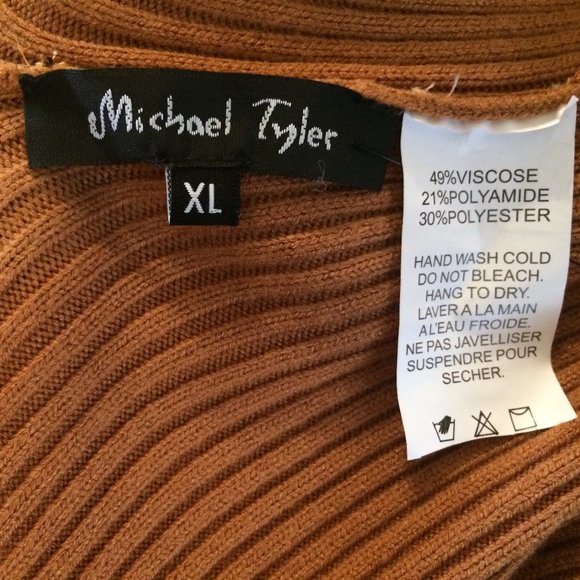 Michael Tyler
XL
49%VISCOSE
21%POLYAMIDE
30%POLYESTER
HAND WASH COLD
DO NOT BLEACH.
HANG TO DRY.
LAVER A LA MAIN
A L'EAU FROIDE.
NE PAS JAVELLISER
SUSPENDRE POUR
SECHER.